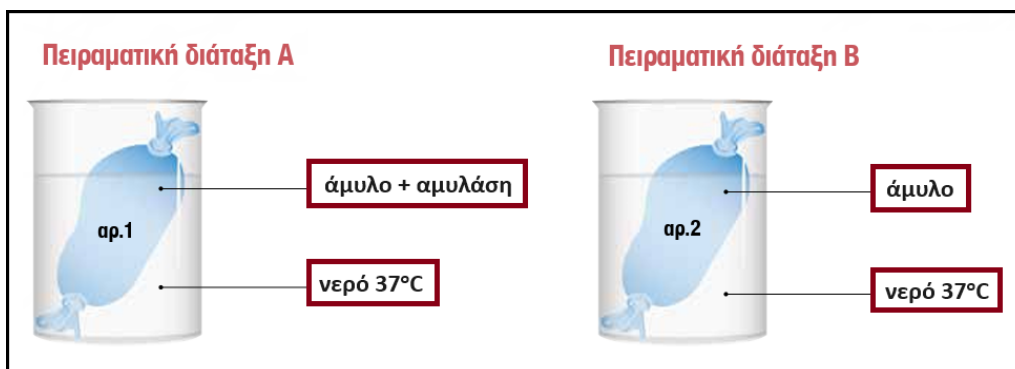 Πειραματική διάταξη Α
άμυλο + αμυλάση
αρ.1
νερό 37°C
Πειραματική διάταξη Β
άμυλο
αρ.2
νερό 37°C